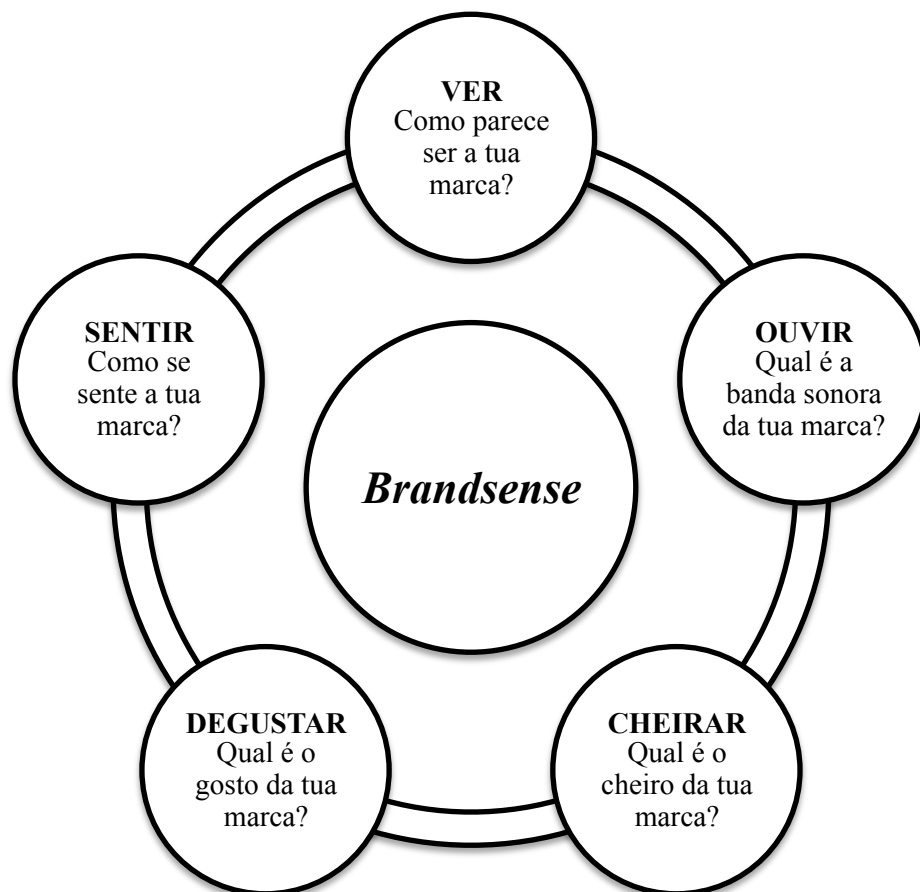 VER
Como parece
ser a tua
marca?
OUVIR
Qual é a
banda sonora
da tua marca?
CHEIRAR
Qual é o
cheiro da tua
marca?
DEGUSTAR
Qual é o
gosto da tua
marca?
SENTIR
Como se
sente a tua
marca?
Brandsense